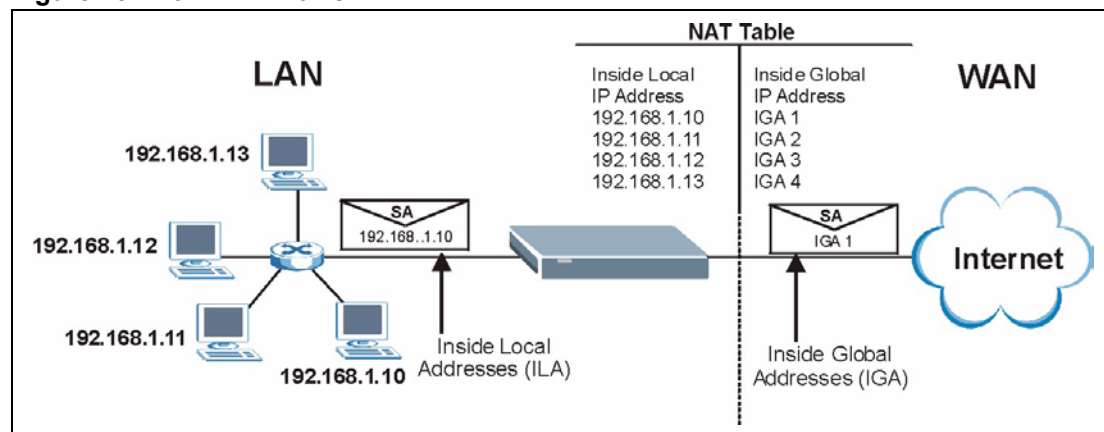 NAT Table
LAN
WAN
Inside Local
IP Address
192.168.1.10
192.168.1.11
192.168.1.12
192.168.1.13
Inside Global
IP Address
IGA 1
IGA 2
IGA 3
IGA 4
192.168.1.13
192.168.1.12
192.168.1.11
192.168.1.10
SA
192.168..1.10
SA
IGA 1
Internet
Inside Local
Addresses (ILA)
Inside Global
Addresses (IGA)